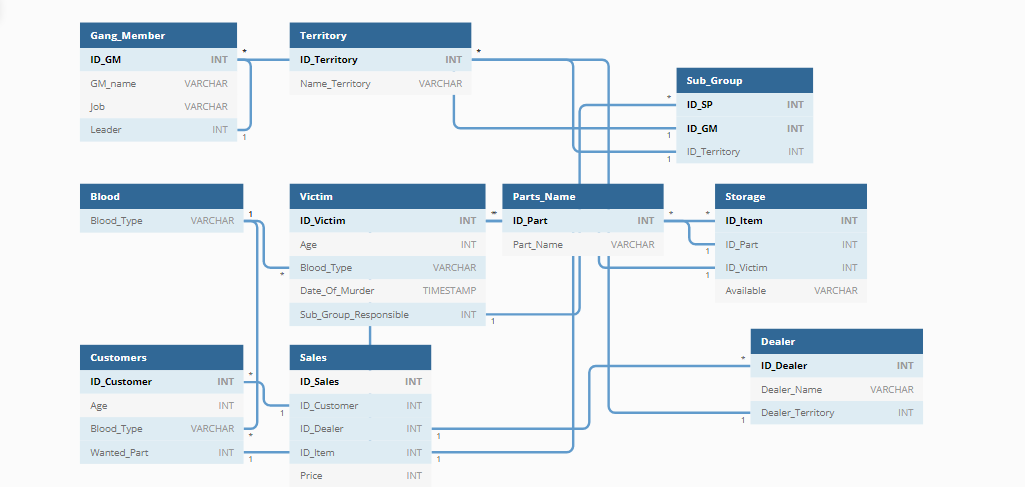 Gang_Member
ID_GM INT
GM_name VARCHAR
Job VARCHAR
Leader INT
*
1
Territory
ID_Territory INT
Name_Territory VARCHAR
*
Sub_Group
ID_SP INT
ID_GM INT
ID_Territory INT
*
1
1
Blood
Blood_Type VARCHAR
1
Victim
ID_Victim INT
Age INT
Blood_Type VARCHAR
Date_Of_Murder TIMESTAMP
Sub_Group_Responsible INT
*
*
1
Parts_Name
ID_Part INT
Part_Name VARCHAR
*
Storage
ID_Item INT
ID_Part INT
ID_Victim INT
Available VARCHAR
*
1
1
Customers
ID_Customer INT
Age INT
Blood_Type VARCHAR
Wanted_Part INT
*
*
1
Sales
ID_Sales INT
ID_Customer INT
ID_Dealer INT
ID_Item INT
Price INT
1
1
1
Dealer
ID_Dealer INT
Dealer_Name VARCHAR
Dealer_Territory INT
*
1